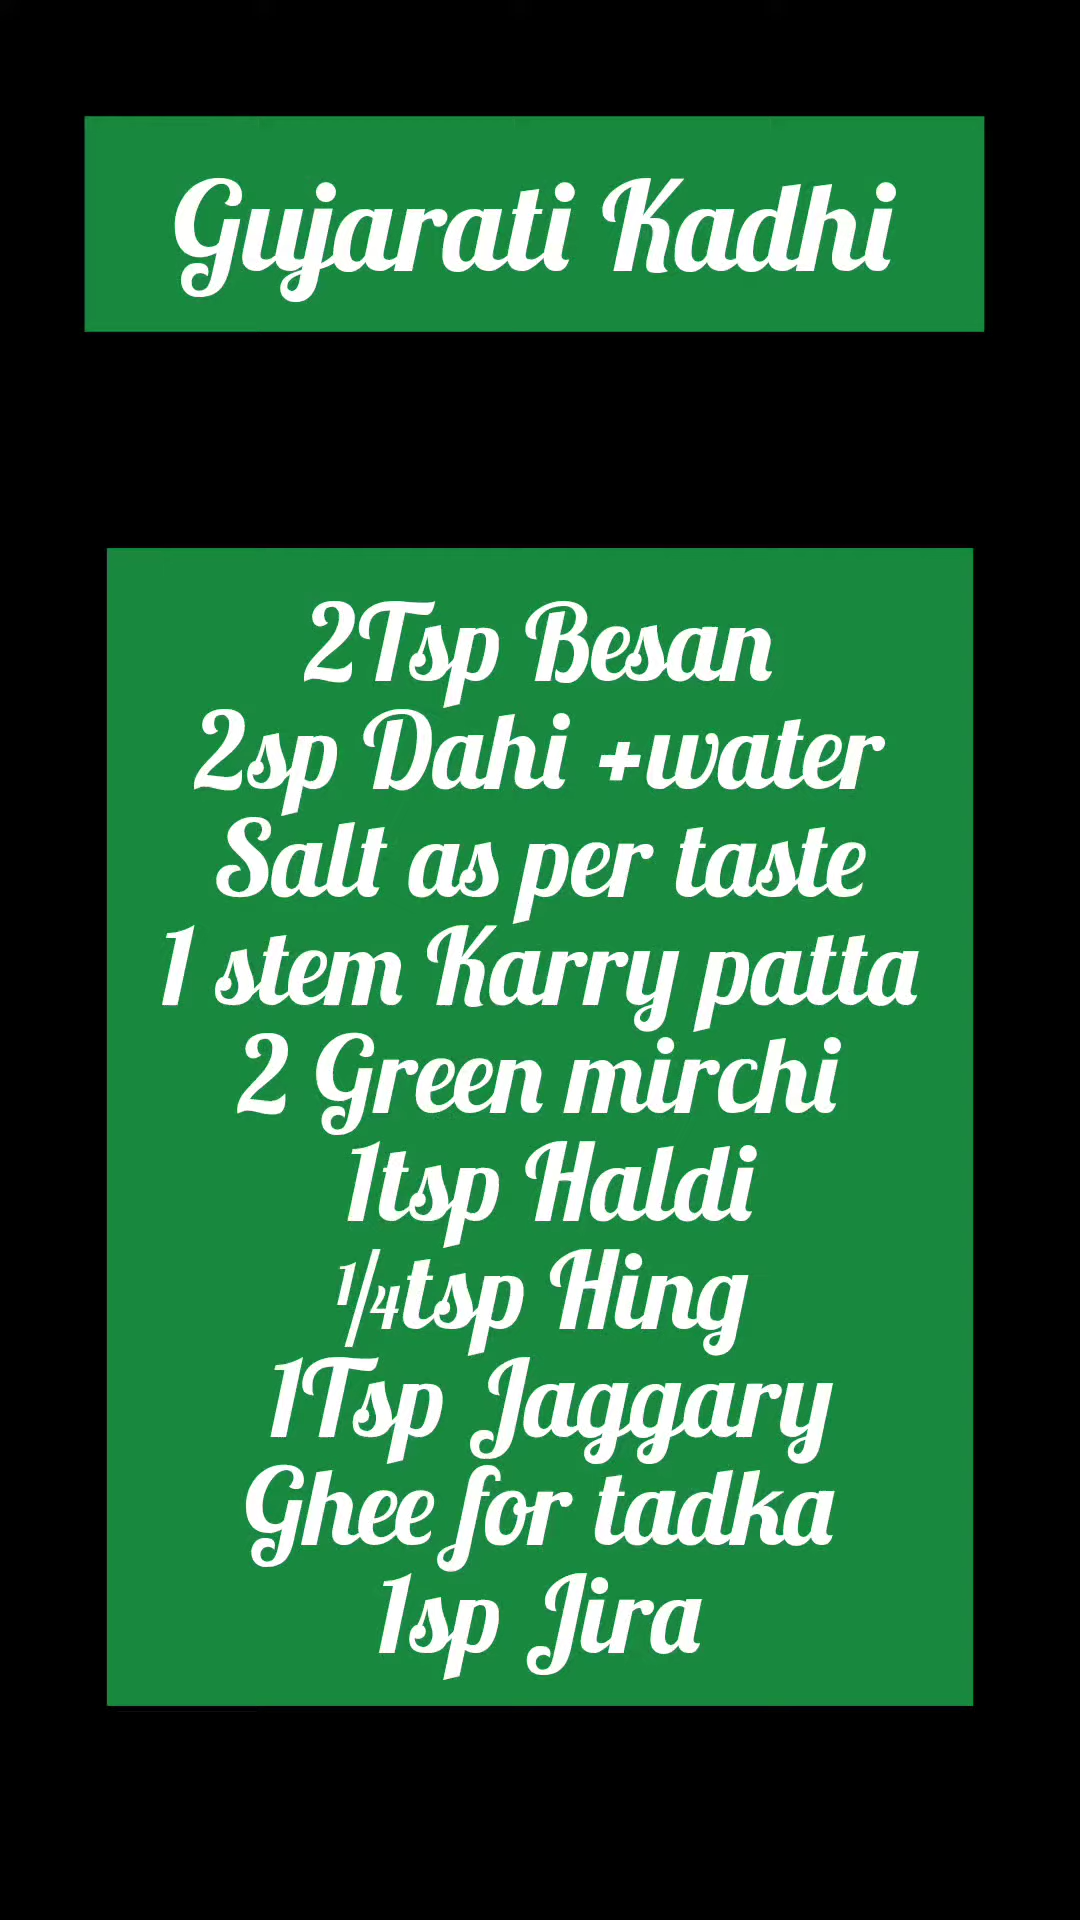 Gujarati Kadhi
2Tsp Besan
2sp Dahi +water
Salt as per taste
1 stem Karry patta
2 Green mirchi
1tsp Haldi
¼tsp Hing
1Tsp Jaggary
Ghee for tadka
1sp Jira